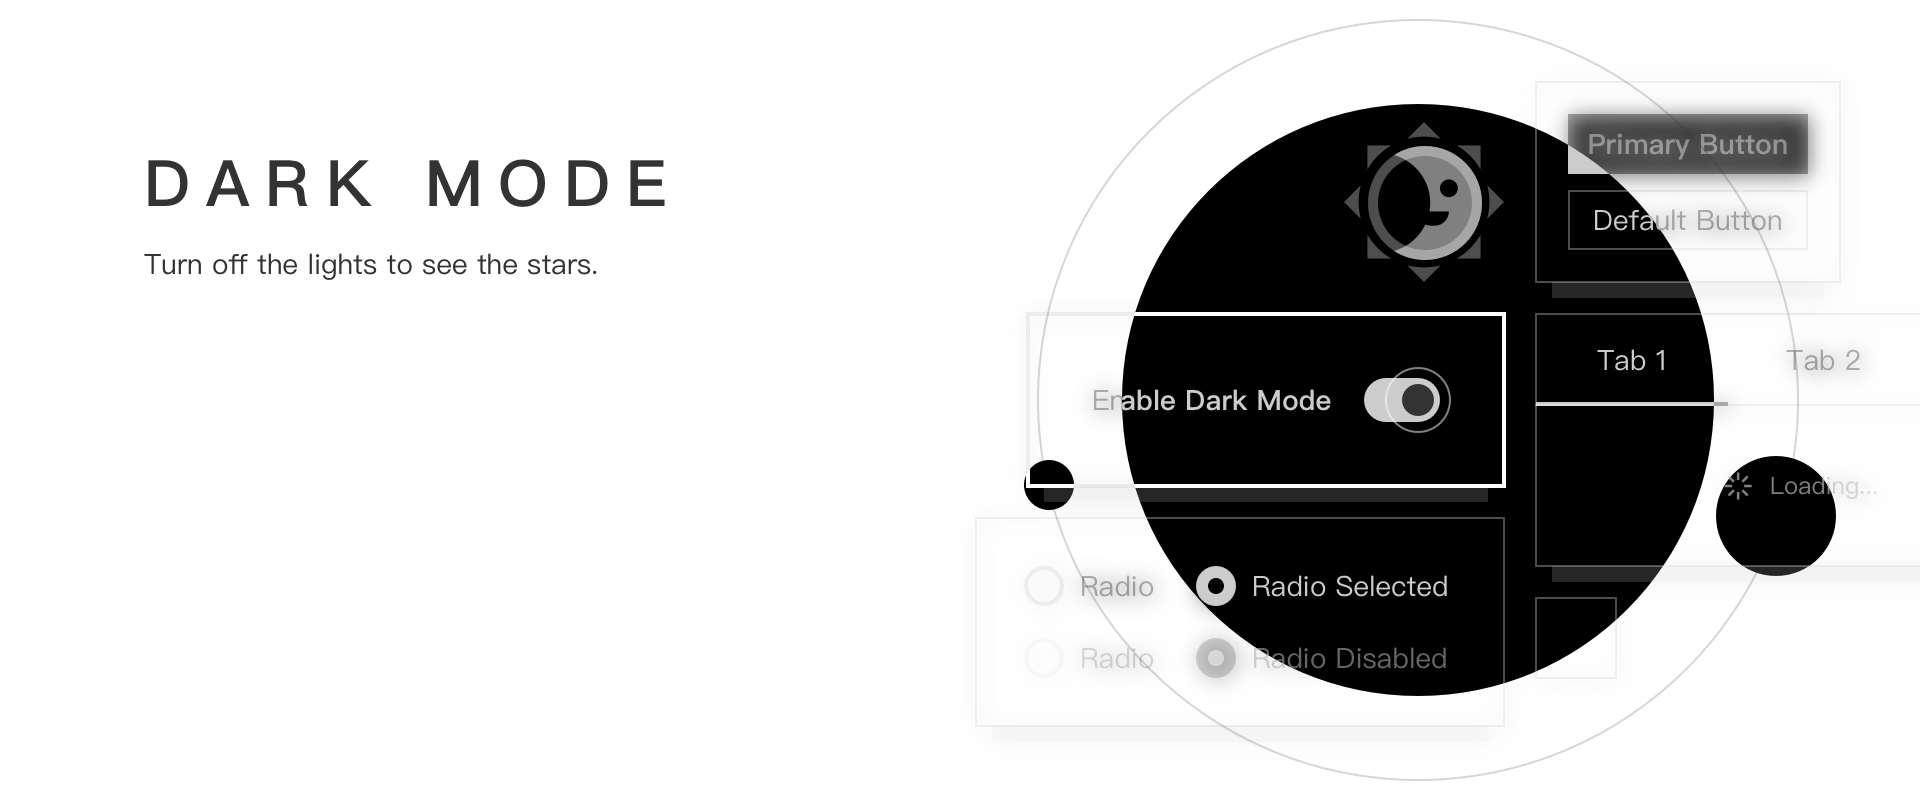 DARK MODE
Turn off the lights to see the stars.
Primary Button
Default Button
Enable Dark Mode
Tab 1
Tab 2
Loading...
Radio
Radio Selected
Radio
Radio Disabled